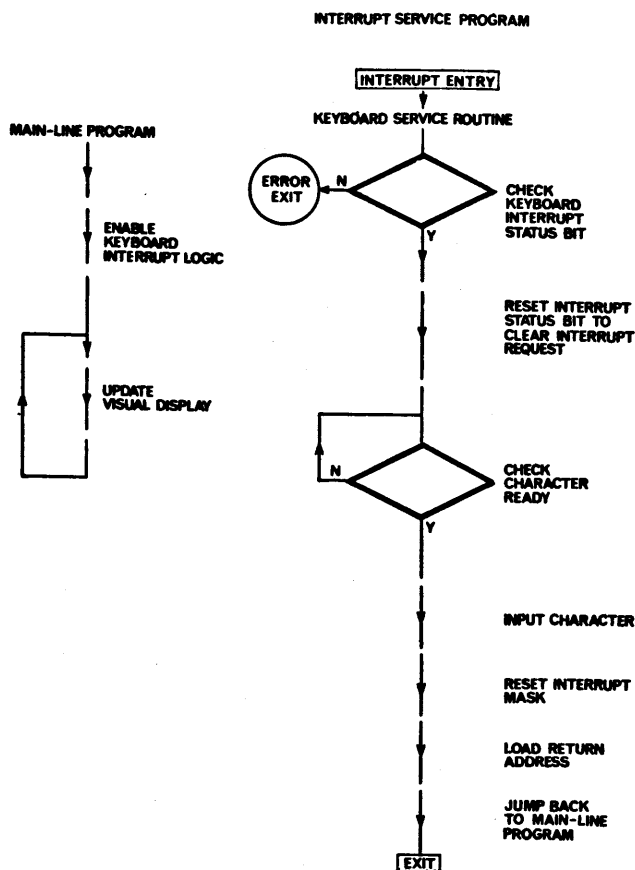 INTERRUPT SERVICE PROGRAM
INTERRUPT ENTRY
KEYBOARD SERVICE ROUTINE
MAIN-LINE PROGRAM
ERROR
EXIT
N
CHECK
KEYBOARD
INTERRUPT
STATUS BIT
Y
ENABLE
KEYBOARD
INTERRUPT LOGIC
RESET INTERRUPT
STATUS BIT TO
CLEAR INTERRUPT
REQUEST
UPDATE
VISUAL DISPLAY
N
CHECK
CHARACTER
READY
Y
INPUT CHARACTER
RESET INTERRUPT
MASK
LOAD RETURN
ADDRESS
JUMP BACK
TO MAIN-LINE
PROGRAM
EXIT